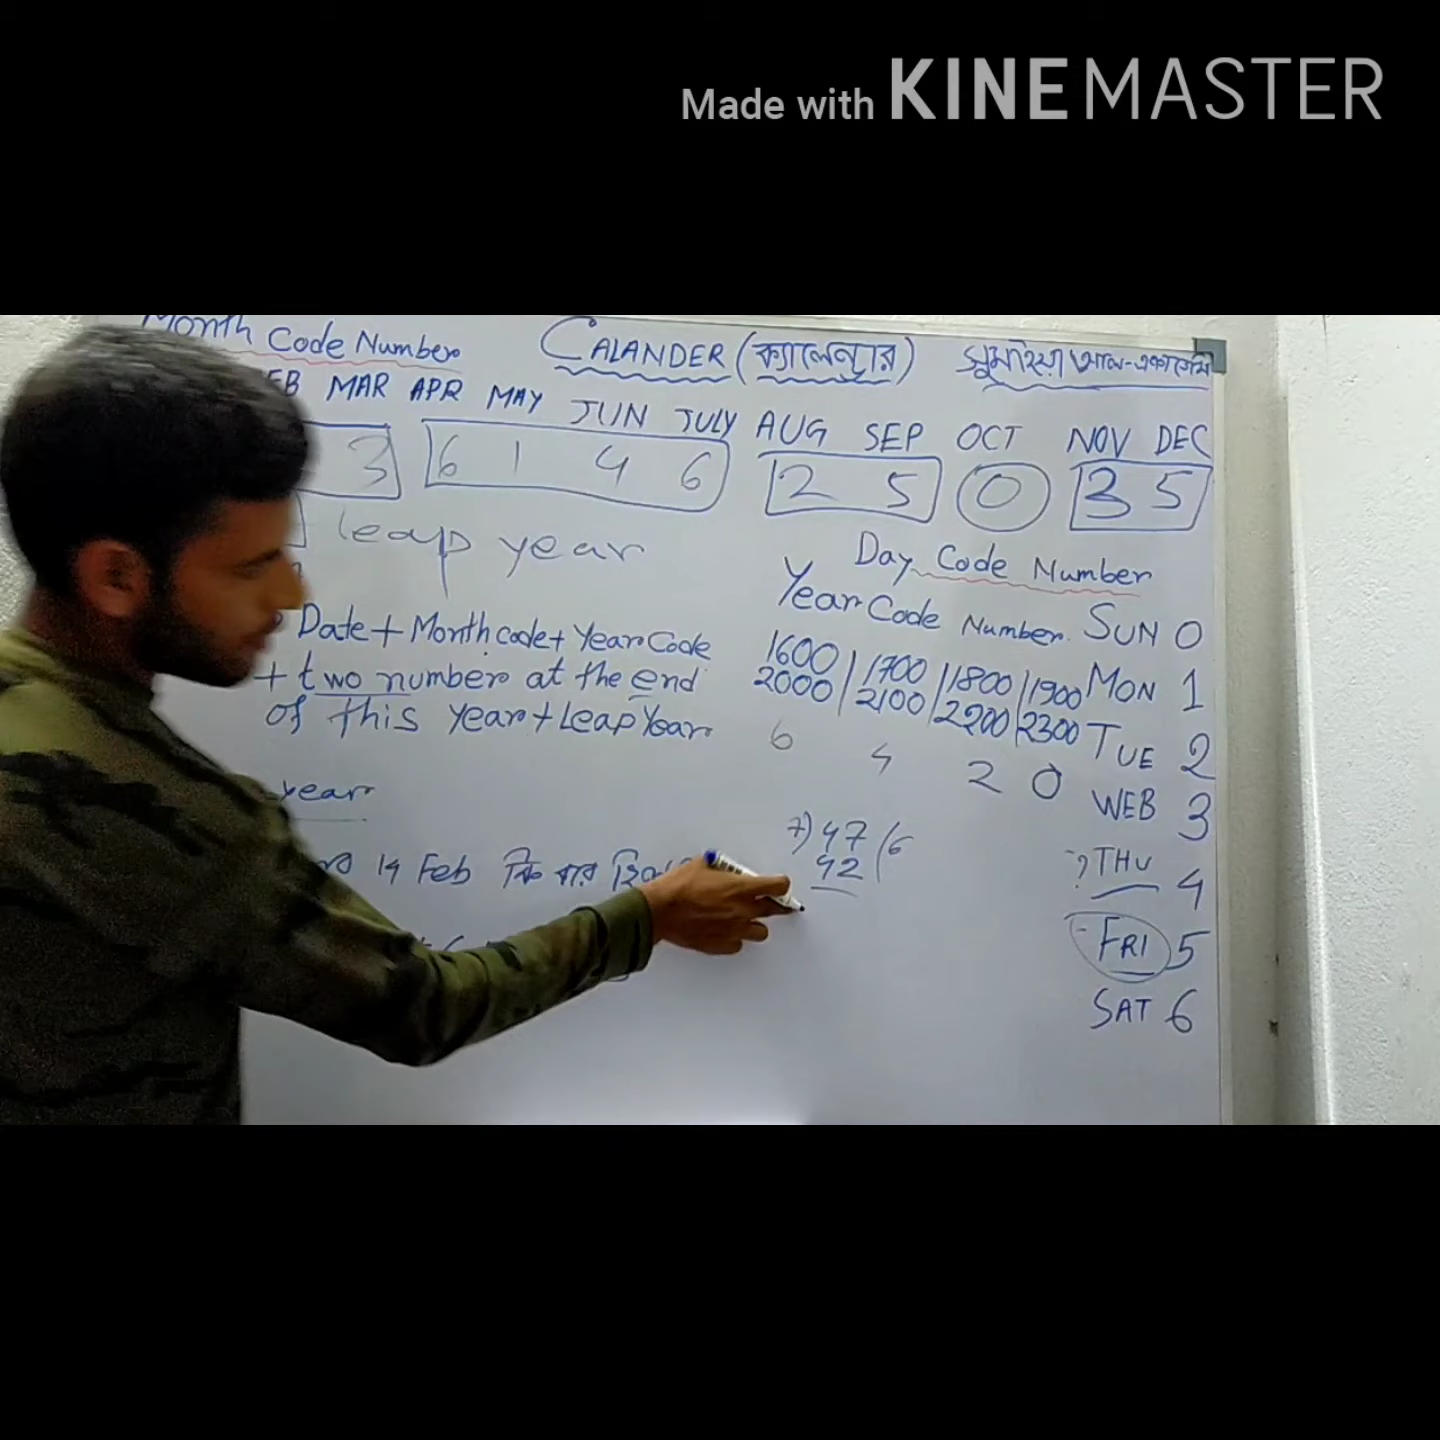 Made with KINEMASTER
Month Code Number
CALANDER (ক্যালেন্ডার)
MAR APR MAY JUN JULY AUG SEP OCT NOV DEC
3 6 1 4 6 2 5 0 3 5
leap year
Day Code Number
Year Code Number
SUN 0
MON 1
TUE 2
WEB 3
THU 4
FRI 5
SAT 6
1600 1700 1800 1900
2000 2100 2200 2300
6 4 2 0
Date + Month code + Year Code
+ two number at the end
of this year + Leap Year
year
14 Feb কি বার
7) 47 (6
42